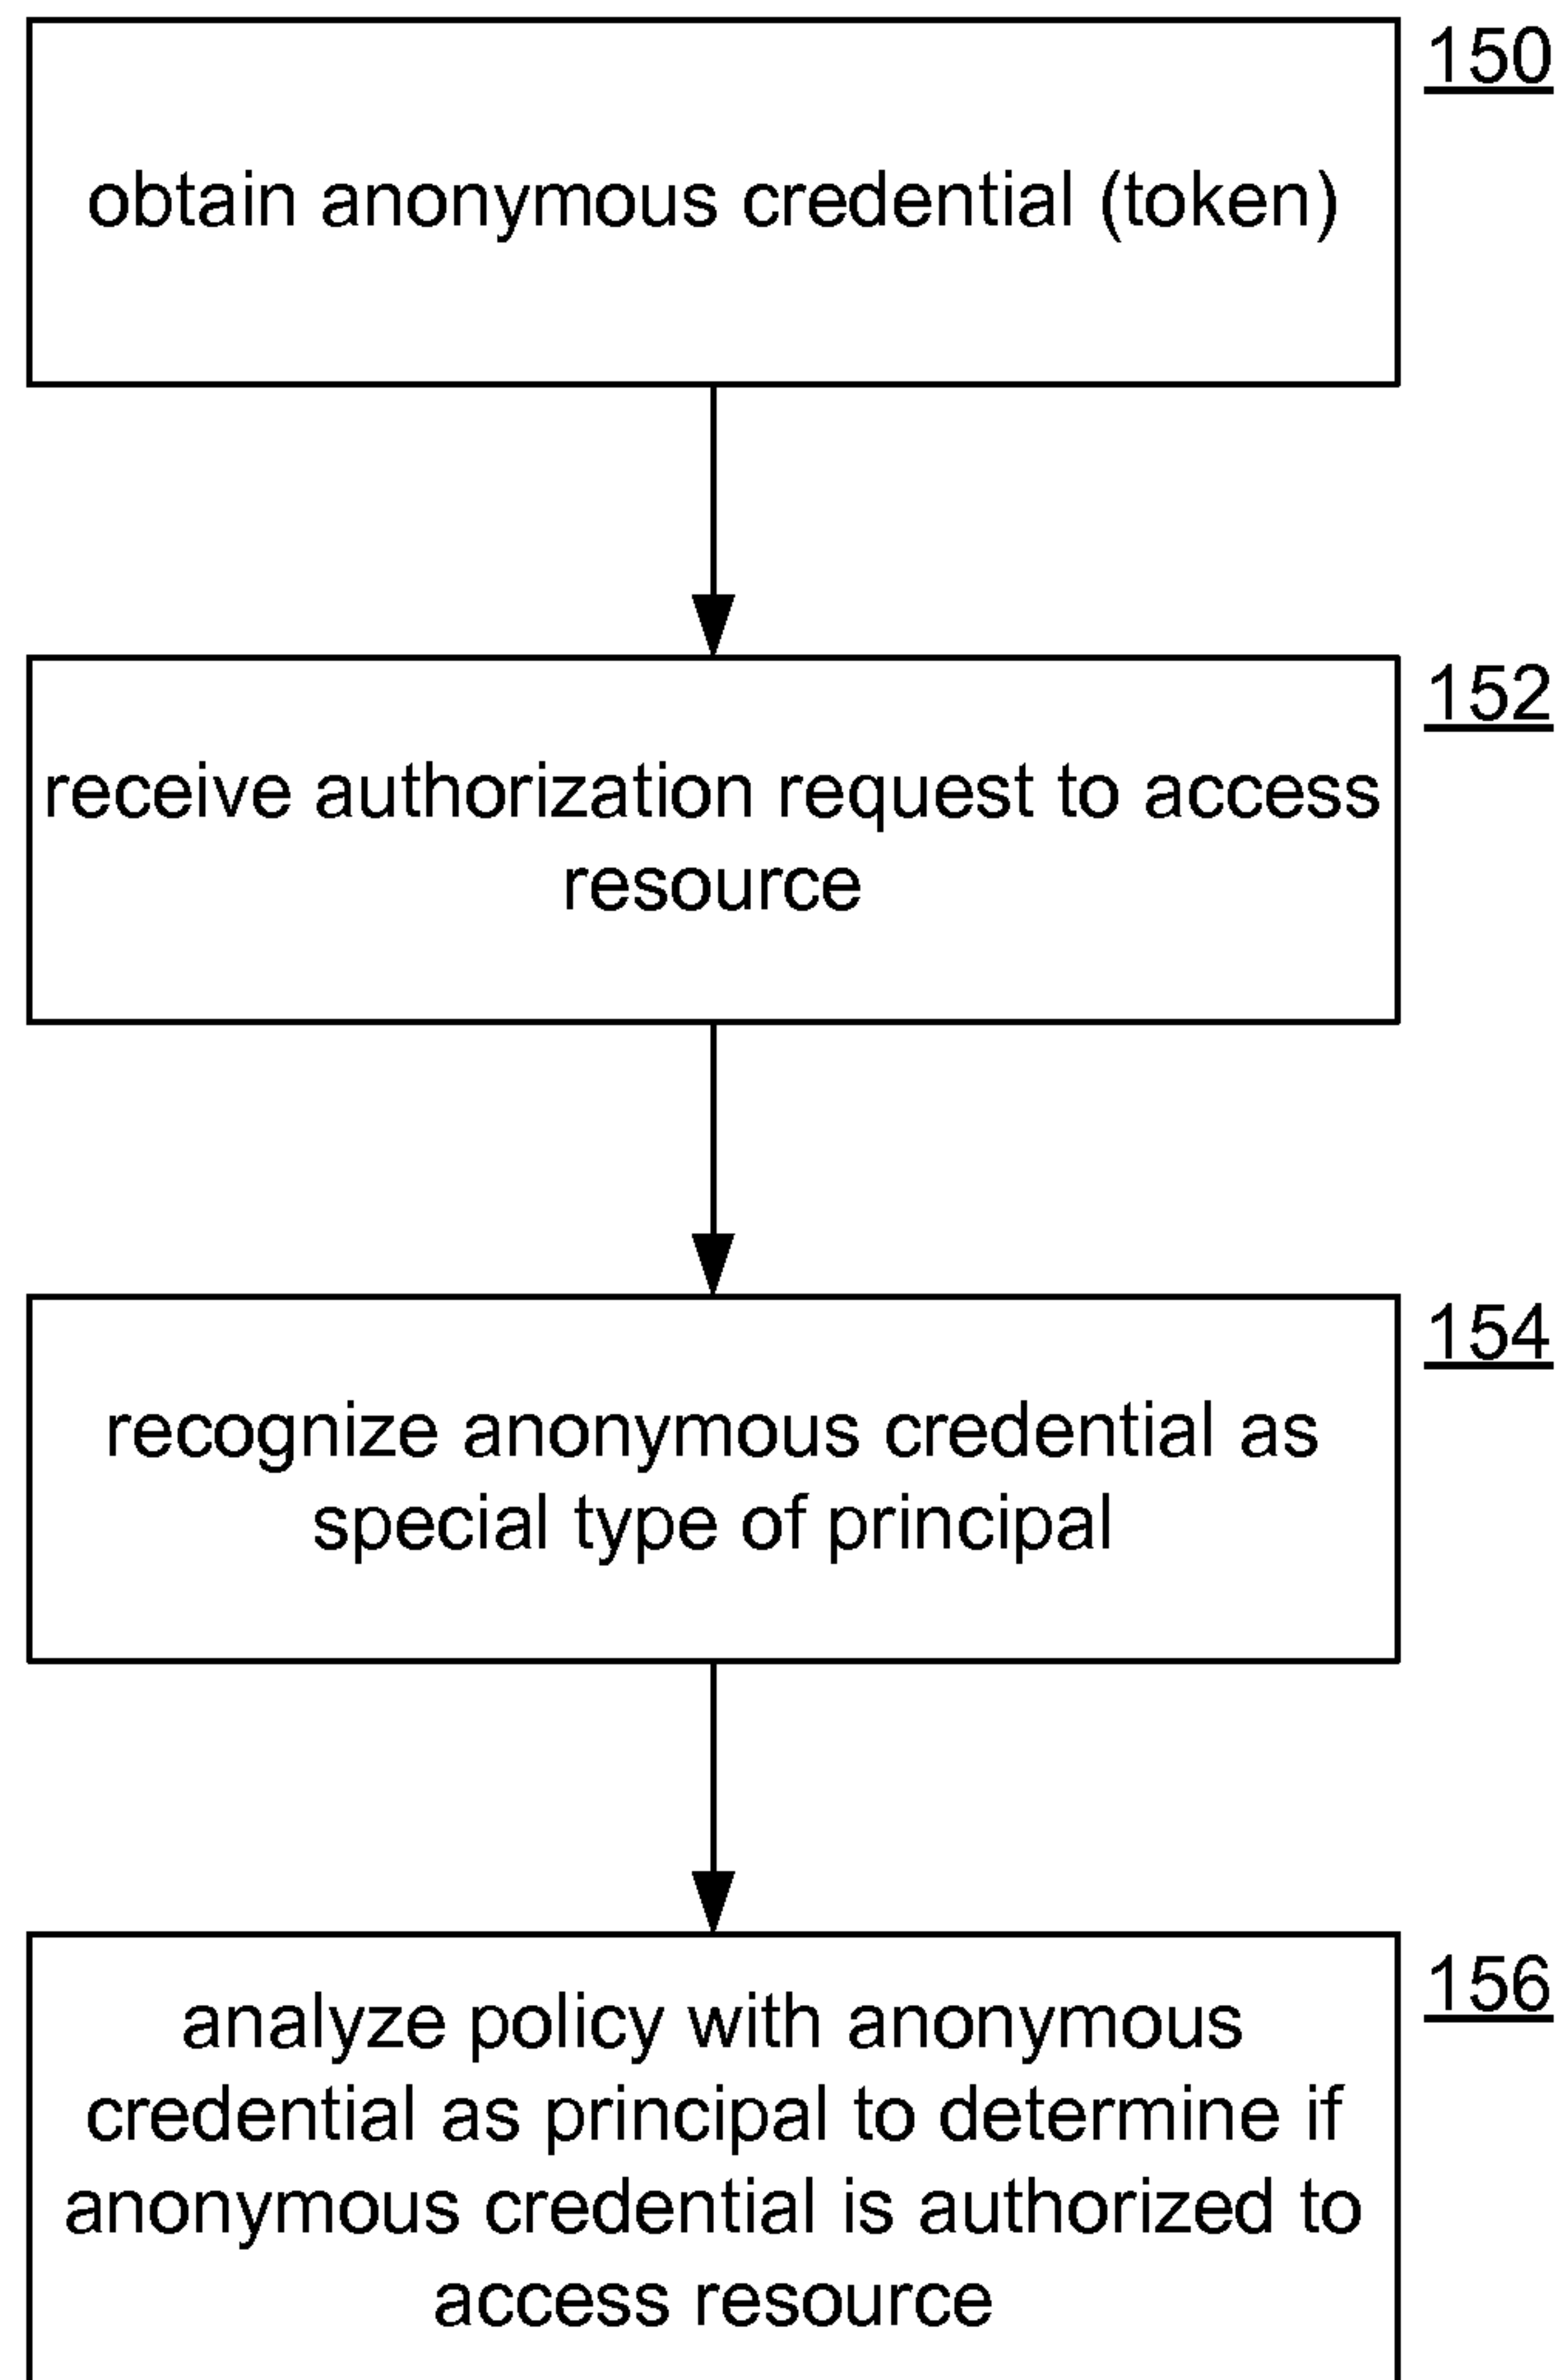 150
obtain anonymous credential (token)
152
receive authorization request to access
resource
154
recognize anonymous credential as
special type of principal
156
analyze policy with anonymous
credential as principal to determine if
anonymous credential is authorized to
access resource